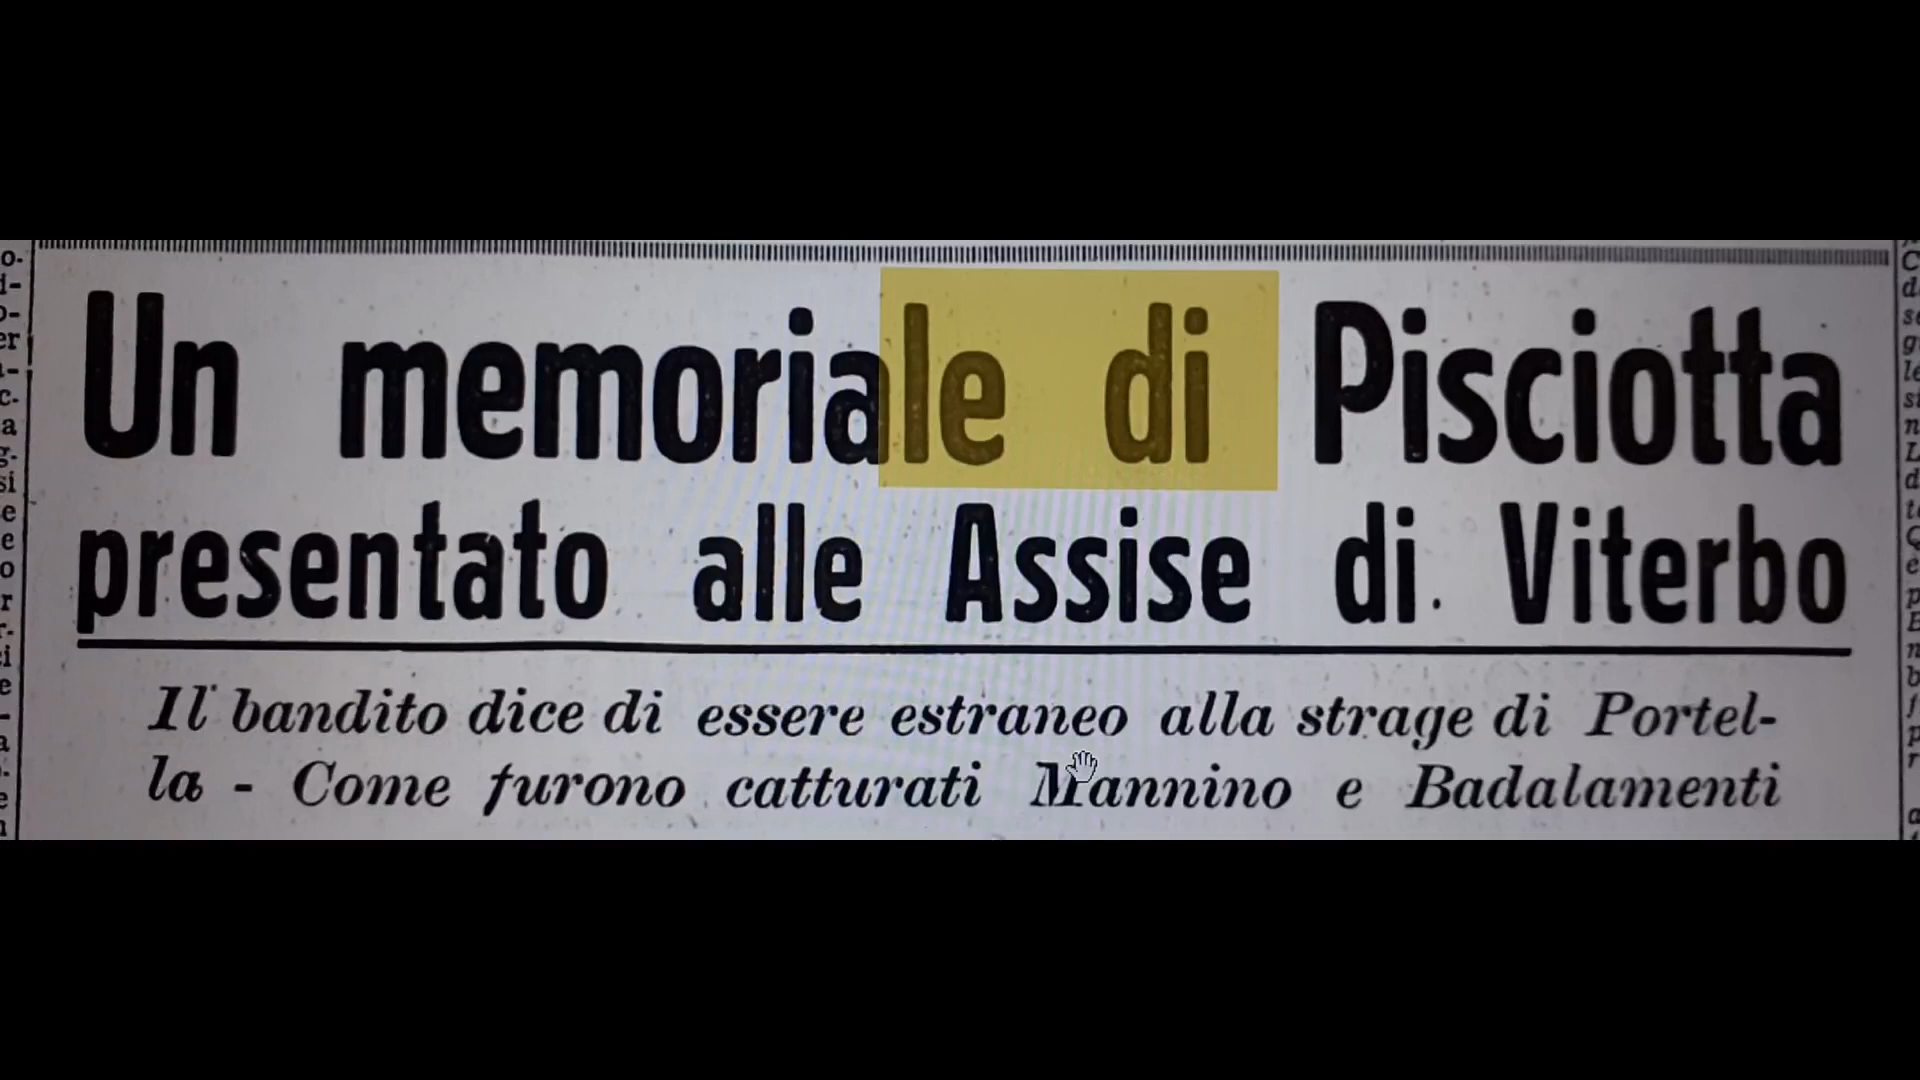 Un memoriale di Pisciotta
presentato alle Assise di Viterbo
Il bandito dice di essere estraneo alla strage di Portel-
la - Come furono catturati Mannino e Badalamenti